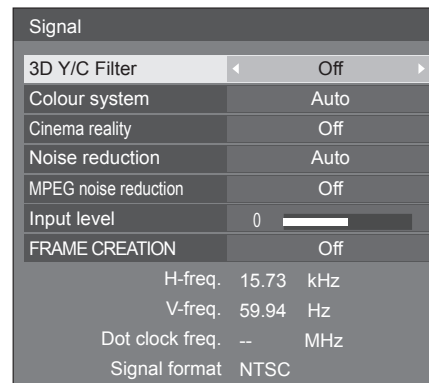 Signal
3D Y/C Filter Off
Colour system Auto
Cinema reality Off
Noise reduction Auto
MPEG noise reduction Off
Input level 0
FRAME CREATION Off
H-freq. 15.73 kHz
V-freq. 59.94 Hz
Dot clock freq. -- MHz
Signal format NTSC